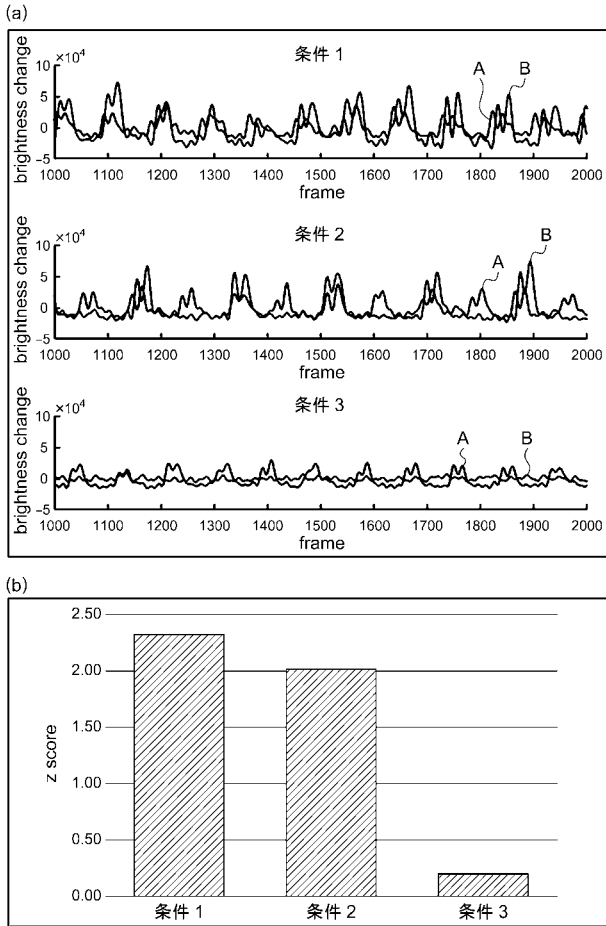 (a)
条件 1
×10⁴
10
5
0
−5
brightness change
A
B
1000 1100 1200 1300 1400 1500 1600 1700 1800 1900 2000
frame
条件 2
×10⁴
10
5
0
−5
brightness change
A
B
1000 1100 1200 1300 1400 1500 1600 1700 1800 1900 2000
frame
条件 3
×10⁴
10
5
0
−5
brightness change
A
B
1000 1100 1200 1300 1400 1500 1600 1700 1800 1900 2000
frame
(b)
2.50
2.00
1.50
1.00
0.50
0.00
z score
条件 1 条件 2 条件 3